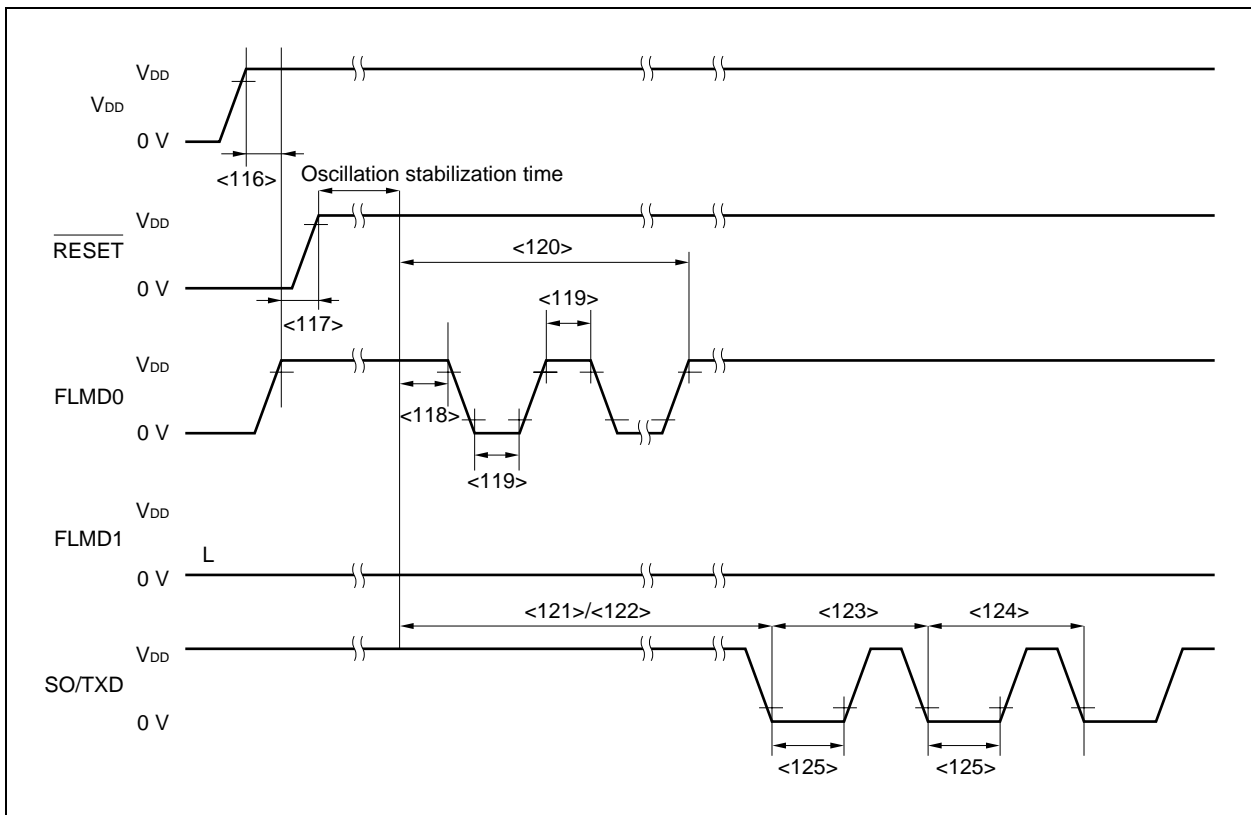 VDD
VDD
0 V
<116>
Oscillation stabilization time
VDD
RESET
0 V
<117>
<120>
<119>
VDD
FLMD0
0 V
<118>
<119>
VDD
FLMD1
L
0 V
<121>/<122>
<123>
<124>
VDD
SO/TXD
0 V
<125>
<125>